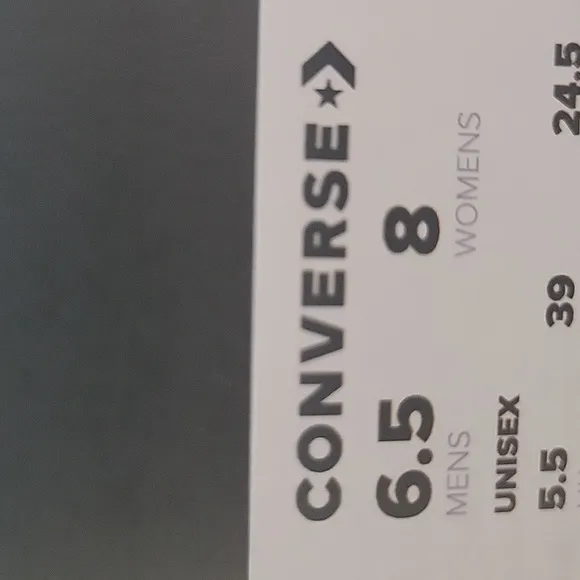 CONVERSE
6.5 8
MENS WOMENS
UNISEX
5.5 39 24.5